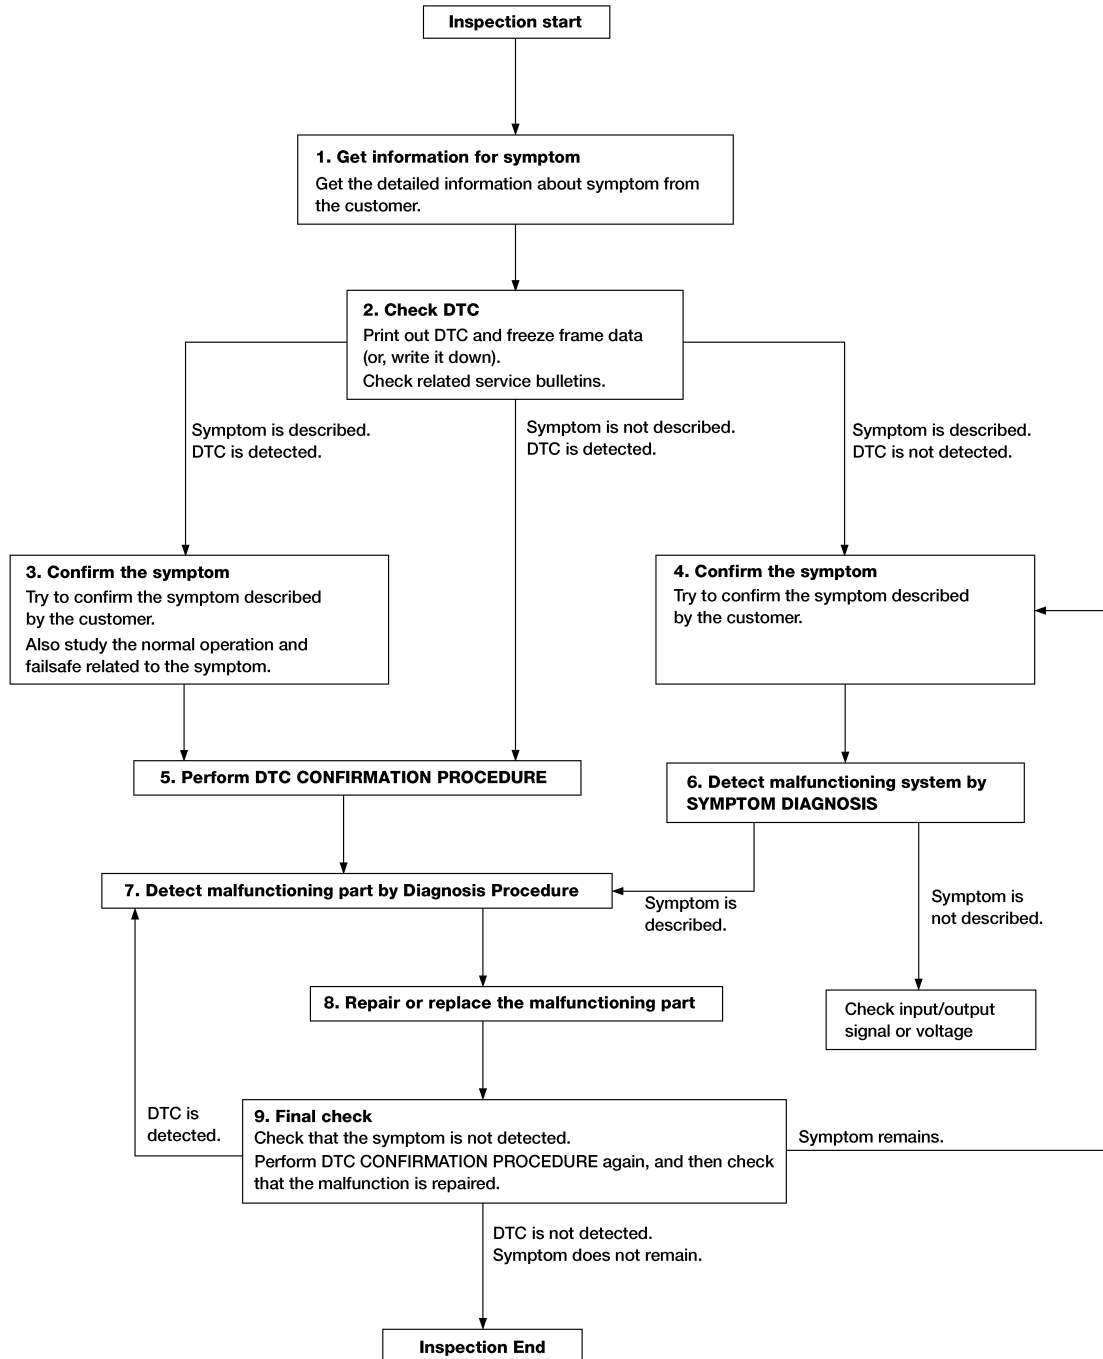 Inspection start
1. Get information for symptom
Get the detailed information about symptom from
the customer.
2. Check DTC
Print out DTC and freeze frame data
(or, write it down).
Check related service bulletins.
Symptom is described.
DTC is detected.
Symptom is not described.
DTC is detected.
Symptom is described.
DTC is not detected.
3. Confirm the symptom
Try to confirm the symptom described
by the customer.
Also study the normal operation and
failsafe related to the symptom.
4. Confirm the symptom
Try to confirm the symptom described
by the customer.
5. Perform DTC CONFIRMATION PROCEDURE
6. Detect malfunctioning system by
SYMPTOM DIAGNOSIS
7. Detect malfunctioning part by Diagnosis Procedure
Symptom is
described.
Symptom is
not described.
8. Repair or replace the malfunctioning part
Check input/output
signal or voltage
DTC is
detected.
9. Final check
Check that the symptom is not detected.
Perform DTC CONFIRMATION PROCEDURE again, and then check
that the malfunction is repaired.
Symptom remains.
DTC is not detected.
Symptom does not remain.
Inspection End